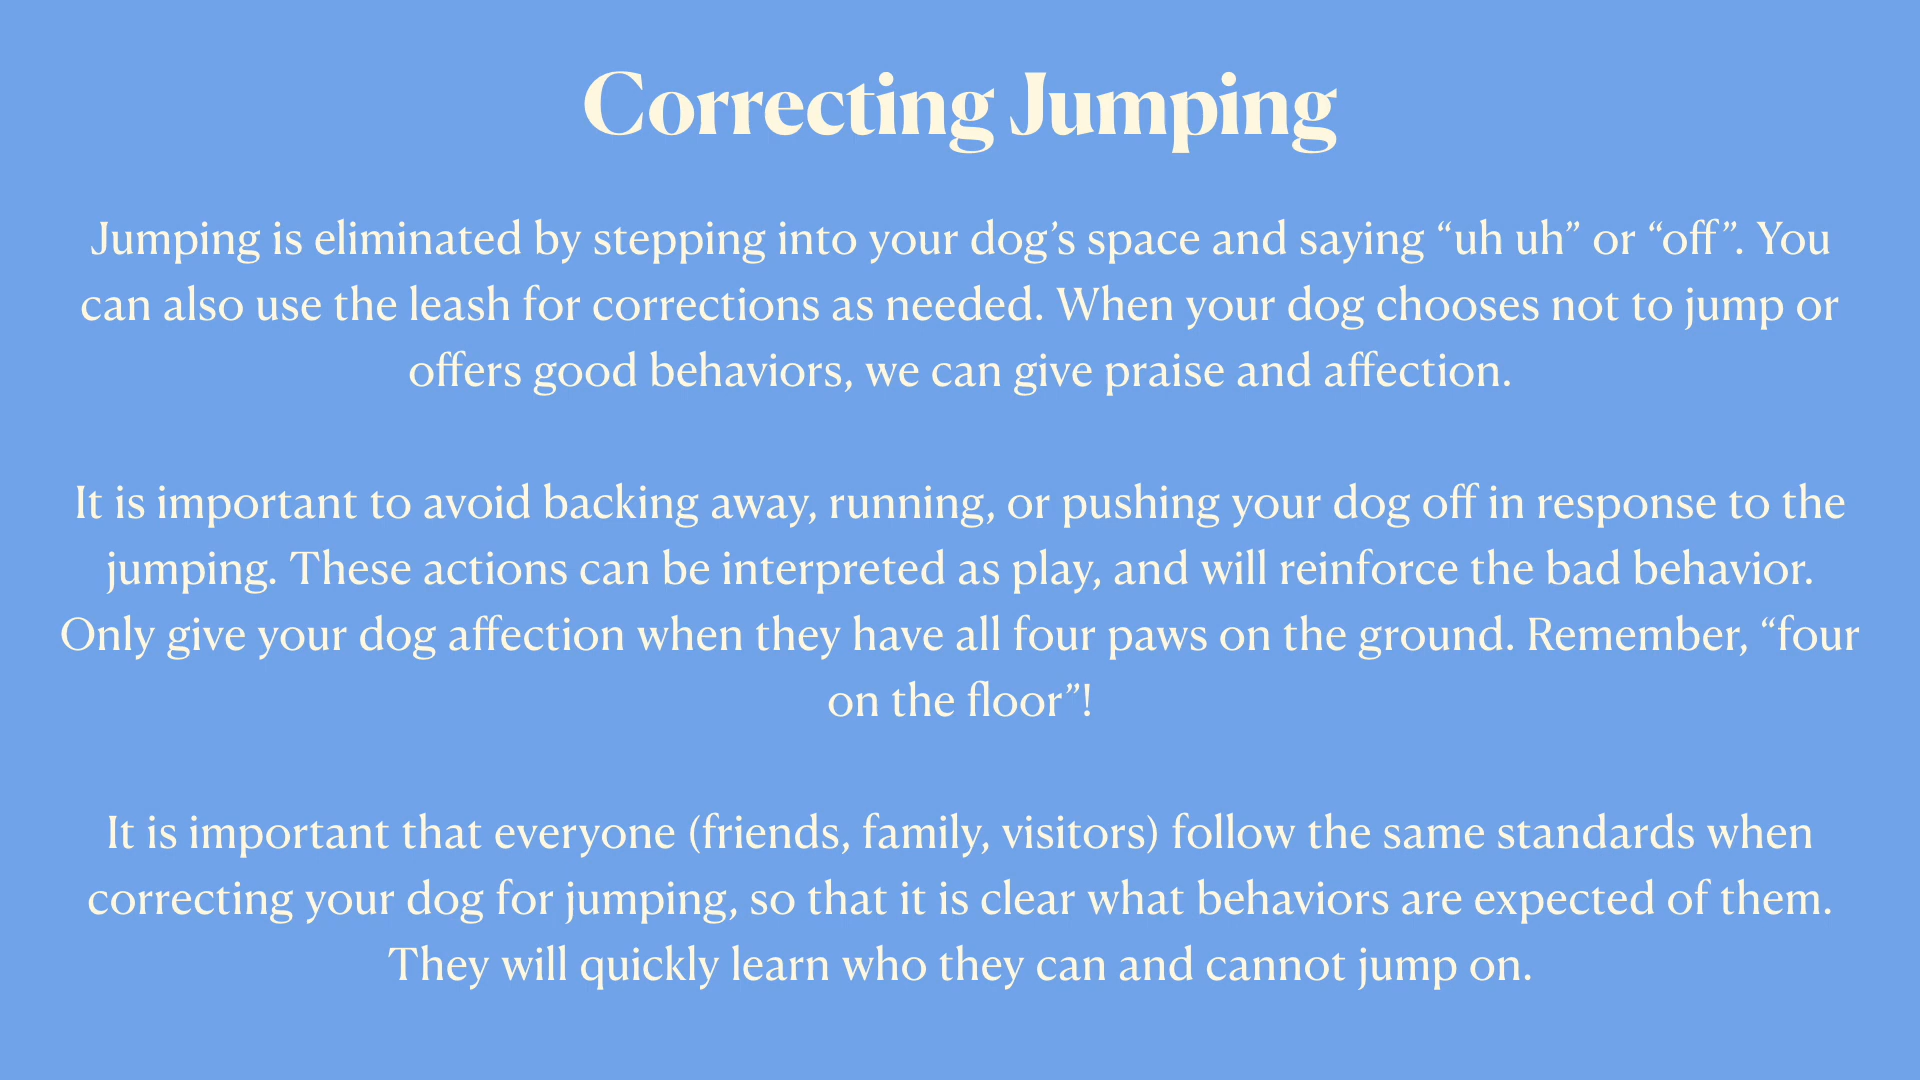 Correcting Jumping
Jumping is eliminated by stepping into your dog’s space and saying “uh uh” or “off”. You
can also use the leash for corrections as needed. When your dog chooses not to jump or
offers good behaviors, we can give praise and affection.
It is important to avoid backing away, running, or pushing your dog off in response to the
jumping. These actions can be interpreted as play, and will reinforce the bad behavior.
Only give your dog affection when they have all four paws on the ground. Remember, “four
on the floor”!
It is important that everyone (friends, family, visitors) follow the same standards when
correcting your dog for jumping, so that it is clear what behaviors are expected of them.
They will quickly learn who they can and cannot jump on.